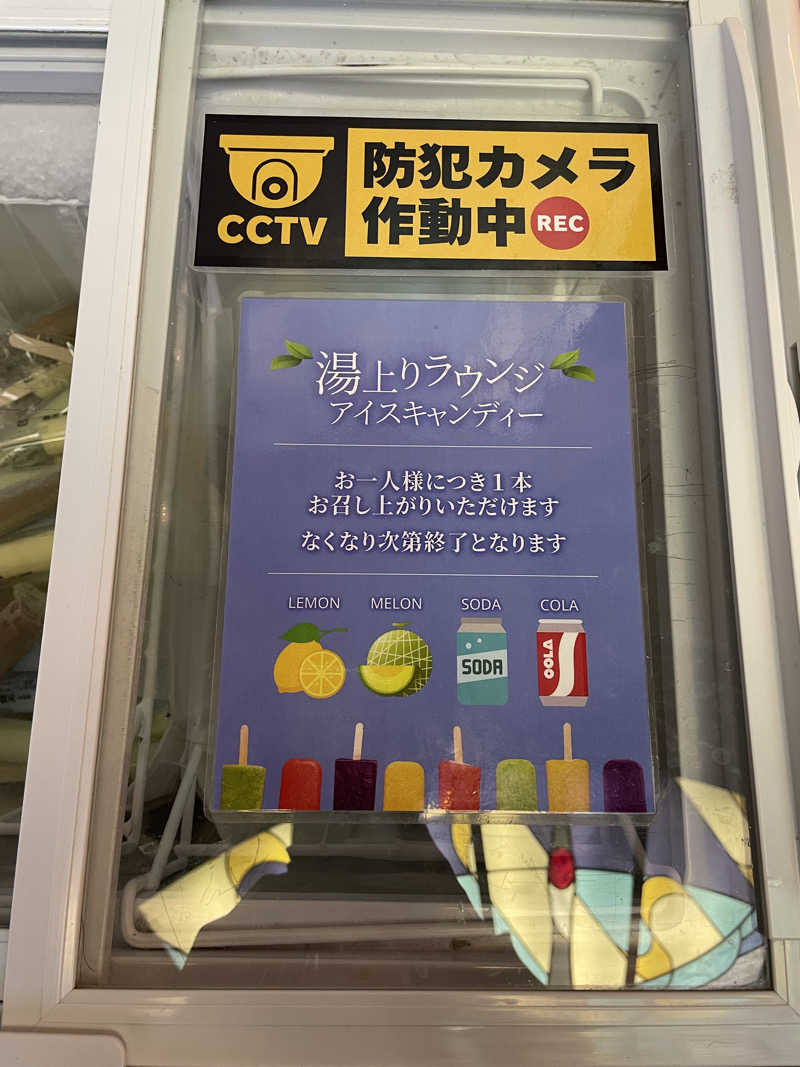 防犯カメラ
CCTV
作動中 REC
湯上りラウンジ
アイスキャンディー
お一人様につき1本
お召し上がりいただけます
なくなり次第終了となります
LEMON MELON SODA COLA
SODA
COLA